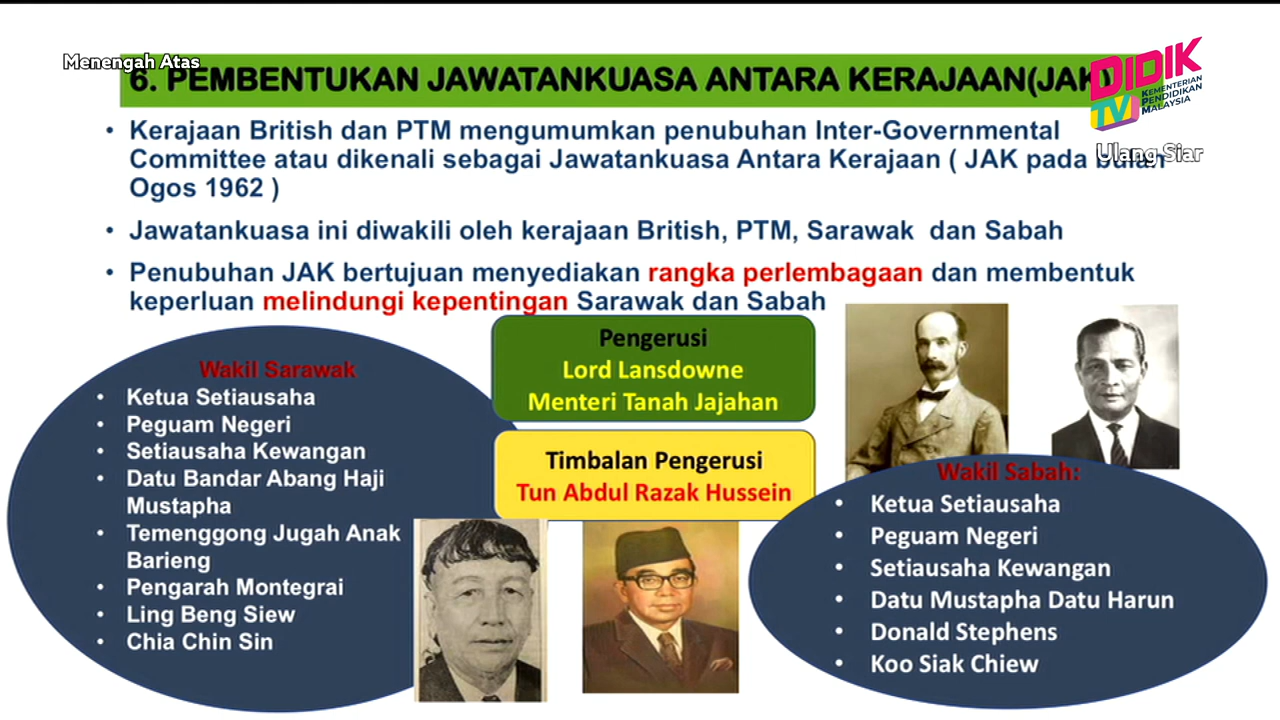 Menengah Atas
6. PEMBENTUKAN JAWATANKUASA ANTARA KERAJAAN(JAK)
DIDIK
TV
KEMENTERIAN
PENDIDIKAN
MALAYSIA
Ulang Siar
• Kerajaan British dan PTM mengumumkan penubuhan Inter-Governmental
Committee atau dikenali sebagai Jawatankuasa Antara Kerajaan ( JAK pada bulan
Ogos 1962 )
• Jawatankuasa ini diwakili oleh kerajaan British, PTM, Sarawak dan Sabah
• Penubuhan JAK bertujuan menyediakan rangka perlembagaan dan membentuk
keperluan melindungi kepentingan Sarawak dan Sabah
Wakil Sarawak
• Ketua Setiausaha
• Peguam Negeri
• Setiausaha Kewangan
• Datu Bandar Abang Haji
Mustapha
• Temenggong Jugah Anak
Barieng
• Pengarah Montegrai
• Ling Beng Siew
• Chia Chin Sin
Pengerusi
Lord Lansdowne
Menteri Tanah Jajahan
Timbalan Pengerusi
Tun Abdul Razak Hussein
Wakil Sabah:
• Ketua Setiausaha
• Peguam Negeri
• Setiausaha Kewangan
• Datu Mustapha Datu Harun
• Donald Stephens
• Koo Siak Chiew